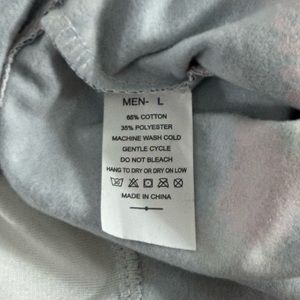 MEN- L
65% COTTON
35% POLYESTER
MACHINE WASH COLD
GENTLE CYCLE
DO NOT BLEACH
HANG TO DRY OR DRY ON LOW
MADE IN CHINA